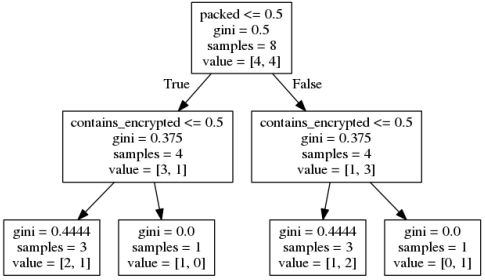 packed <= 0.5
gini = 0.5
samples = 8
value = [4, 4]
True
False
contains_encrypted <= 0.5
gini = 0.375
samples = 4
value = [3, 1]
contains_encrypted <= 0.5
gini = 0.375
samples = 4
value = [1, 3]
gini = 0.4444
samples = 3
value = [2, 1]
gini = 0.0
samples = 1
value = [1, 0]
gini = 0.4444
samples = 3
value = [1, 2]
gini = 0.0
samples = 1
value = [0, 1]